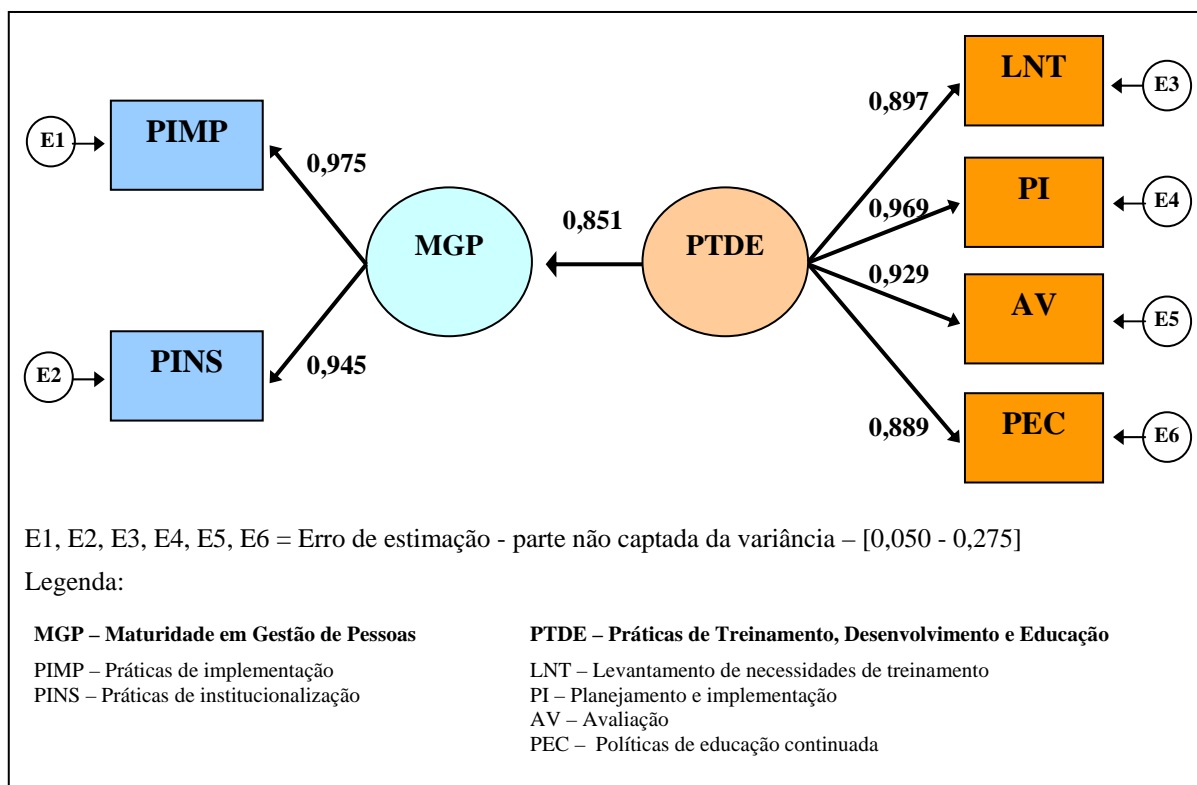 LNT
E3
0,897
E1
PIMP
0,975
PI
E4
0,969
0,851
MGP
PTDE
0,929
AV
E5
PINS
E2
0,945
PEC
E6
0,889
E1, E2, E3, E4, E5, E6 = Erro de estimação - parte não captada da variância – [0,050 - 0,275]
Legenda:
MGP – Maturidade em Gestão de Pessoas
PIMP – Práticas de implementação
PINS – Práticas de institucionalização
PTDE – Práticas de Treinamento, Desenvolvimento e Educação
LNT – Levantamento de necessidades de treinamento
PI – Planejamento e implementação
AV – Avaliação
PEC – Políticas de educação continuada